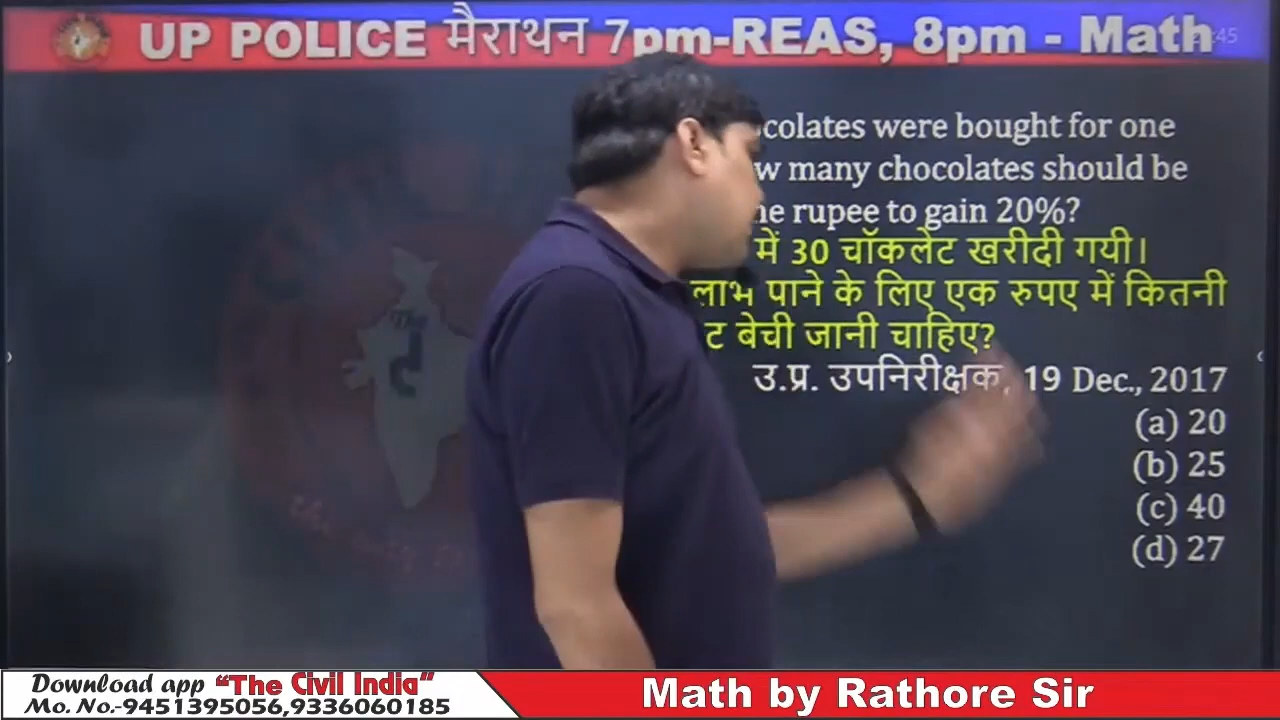 UP POLICE मैराथन 7pm-REAS, 8pm - Math
:45
colates were bought for one
w many chocolates should be
rupee to gain 20%?
में 30 चॉकलेट खरीदी गयी।
लाभ पाने के लिए एक रुपए में कितनी
ट बेची जानी चाहिए?
उ.प्र. उपनिरीक्षक, 19 Dec., 2017
(a) 20
(b) 25
(c) 40
(d) 27
Download app "The Civil India"
Mo. No.-9451395056,9336060185
Math by Rathore Sir